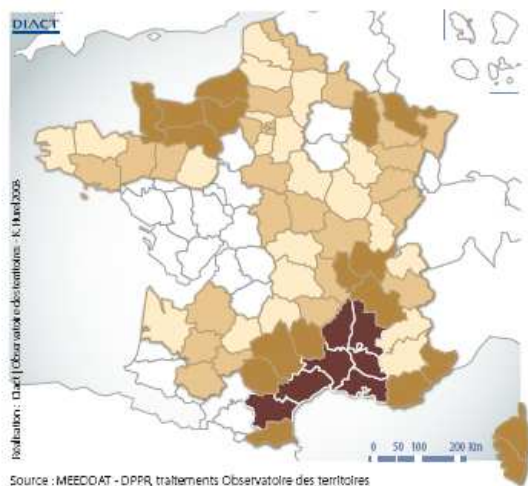 DIACT
Réalisation : Diact | Observatoire des territoires - K. Hurel 2008
0 50 100 200 Km
Source : MEEDDAT - DPPR, traitements Observatoire des territoires